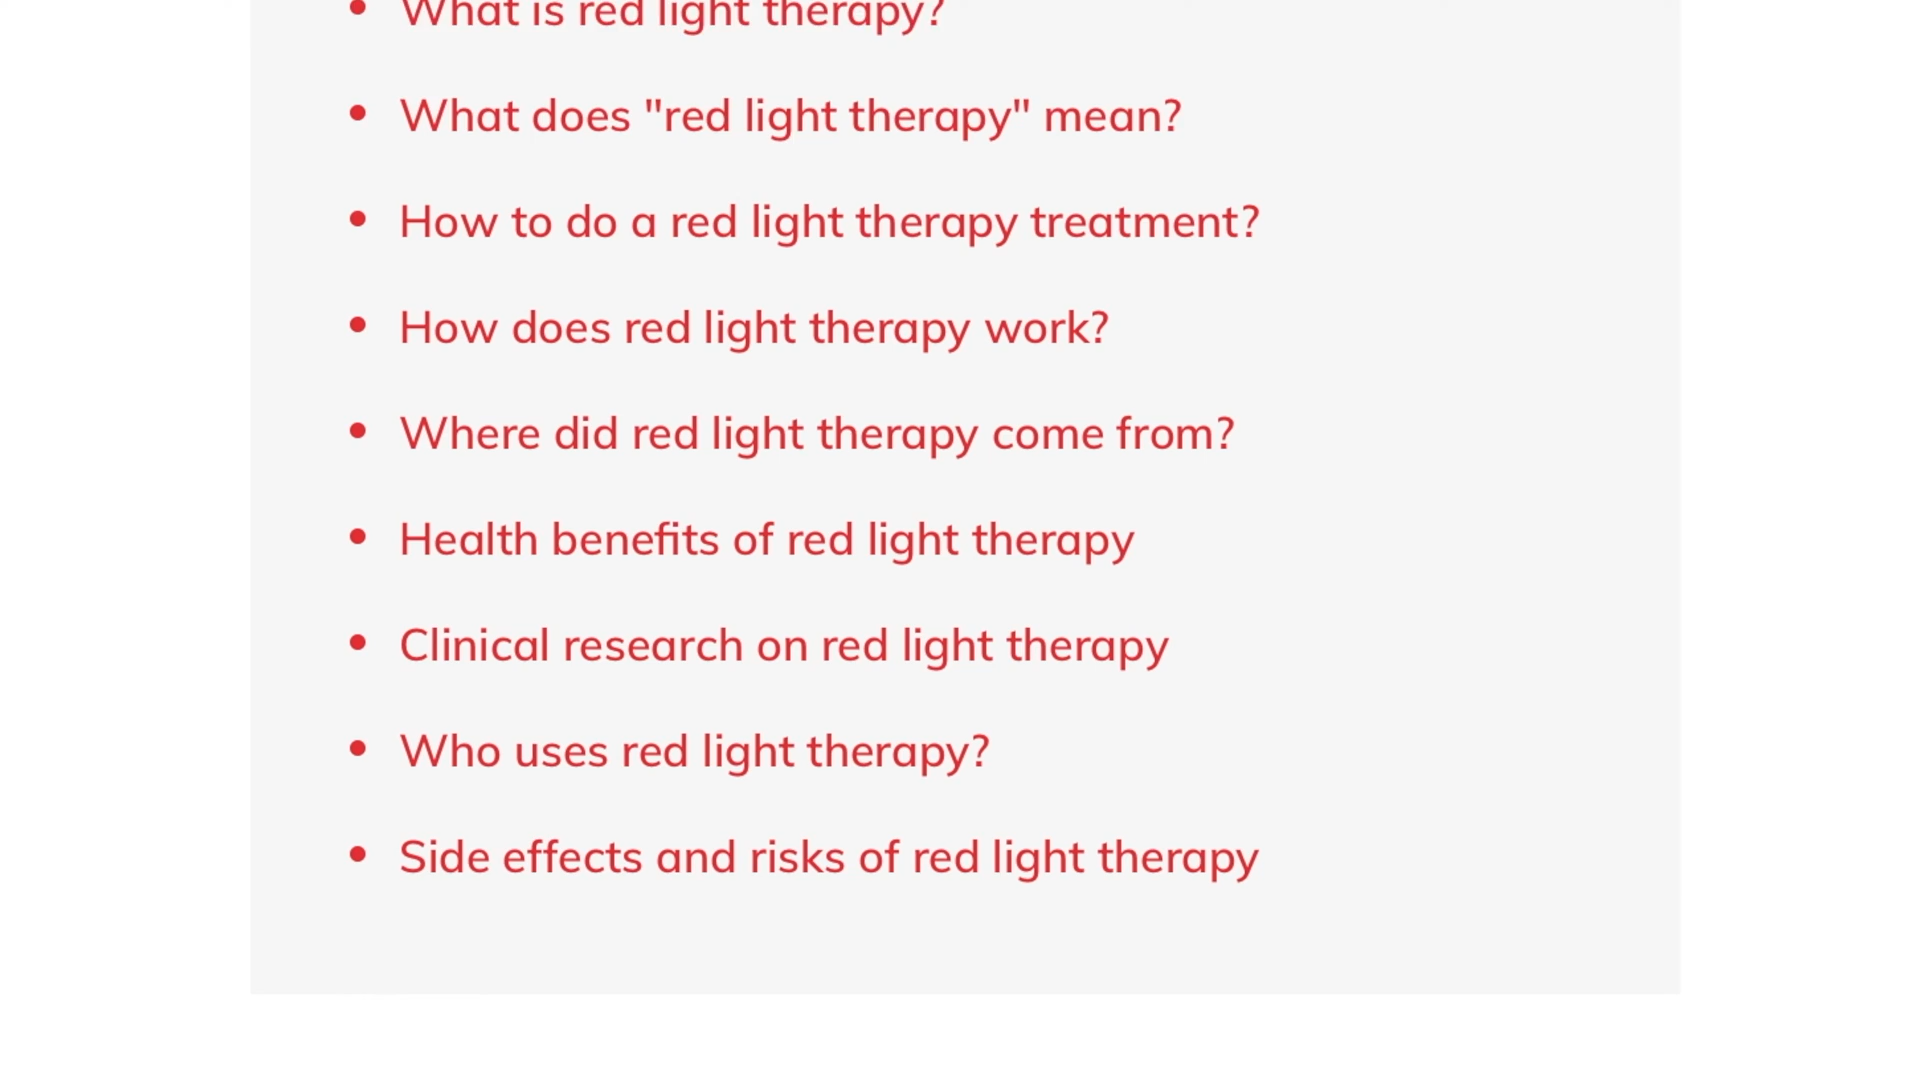 What is red light therapy?
What does "red light therapy" mean?
How to do a red light therapy treatment?
How does red light therapy work?
Where did red light therapy come from?
Health benefits of red light therapy
Clinical research on red light therapy
Who uses red light therapy?
Side effects and risks of red light therapy